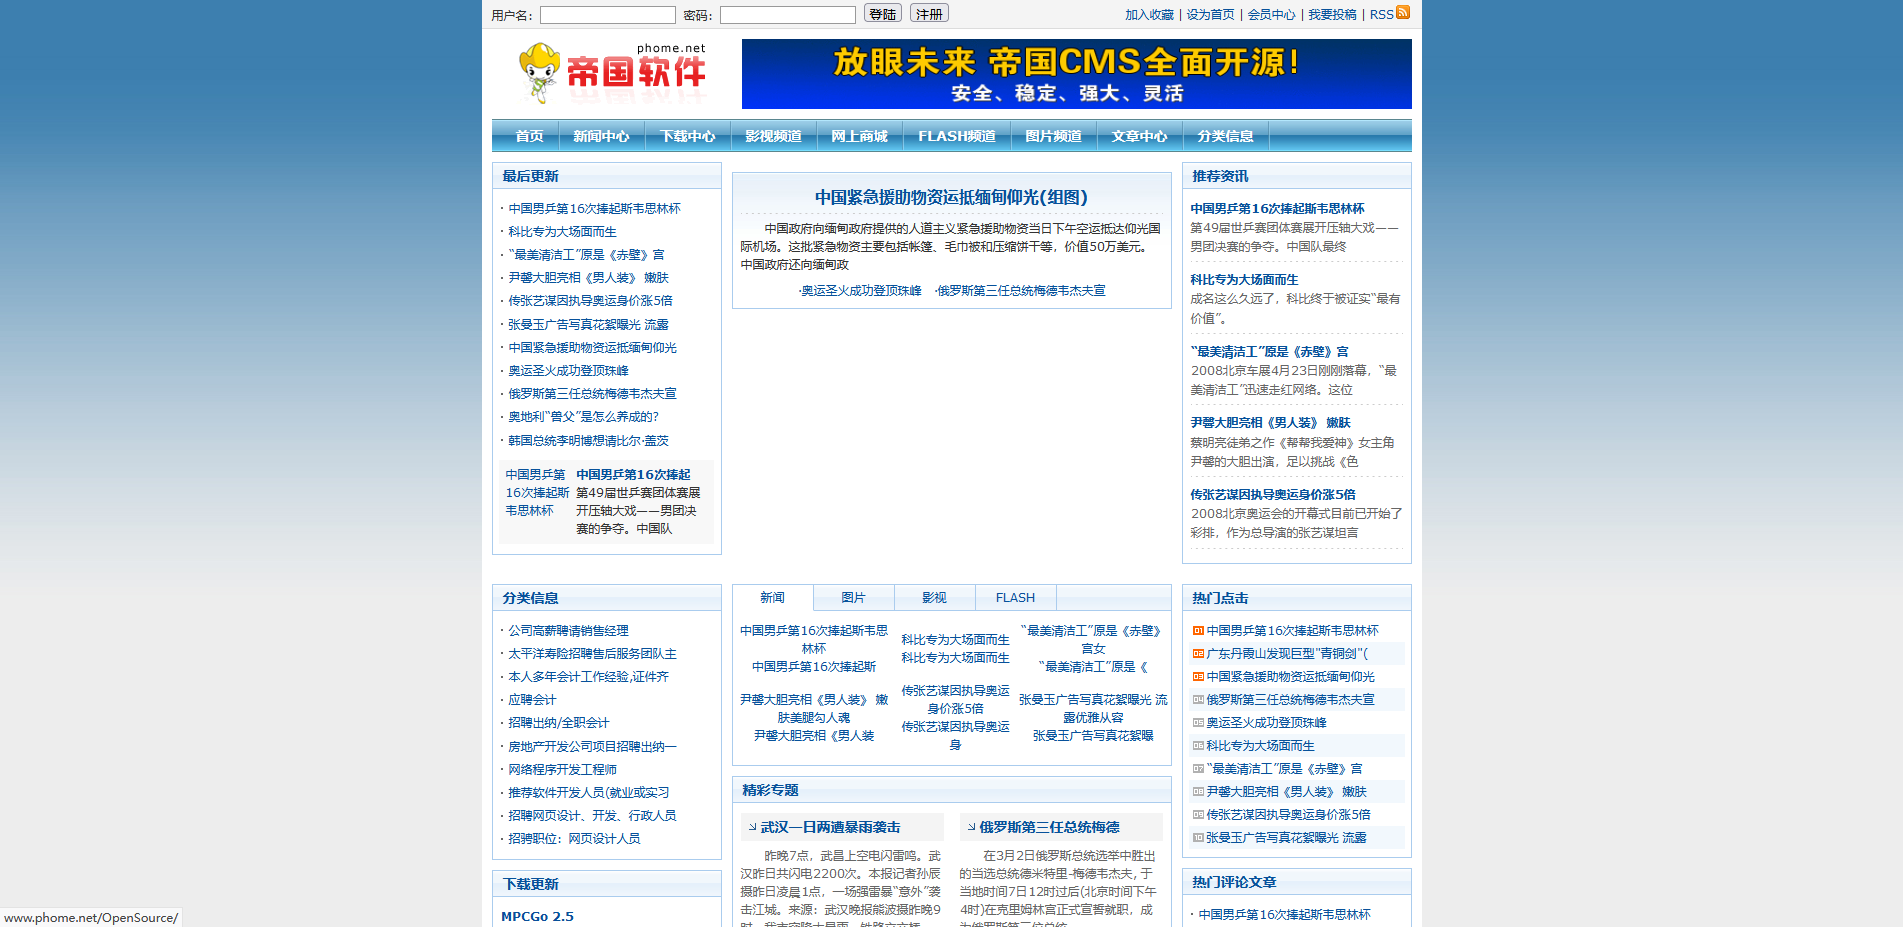 用户名：
密码：
登陆
注册
加入收藏 | 设为首页 | 会员中心 | 我要投稿 | RSS
phome.net
帝国软件
放眼未来 帝国CMS全面开源！
安全、稳定、强大、灵活
首页
新闻中心
下载中心
影视频道
网上商城
FLASH频道
图片频道
文章中心
分类信息
最后更新
· 中国男乒第16次捧起斯韦思林杯
· 科比专为大场面而生
· “最美清洁工”原是《赤壁》宫
· 尹馨大胆亮相《男人装》 嫩肤
· 传张艺谋因执导奥运身价涨5倍
· 张曼玉广告写真花絮曝光 流露
· 中国紧急援助物资运抵缅甸仰光
· 奥运圣火成功登顶珠峰
· 俄罗斯第三任总统梅德韦杰夫宣
· 奥地利“兽父”是怎么养成的?
· 韩国总统李明博想请比尔·盖茨
中国男乒第
16次捧起斯
韦思林杯
中国男乒第16次捧起
第49届世乒赛团体赛展
开压轴大戏——男团决
赛的争夺。中国队
中国紧急援助物资运抵缅甸仰光(组图)
中国政府向缅甸政府提供的人道主义紧急援助物资当日下午空运抵达仰光国
际机场。这批紧急物资主要包括帐篷、毛巾被和压缩饼干等，价值50万美元。
中国政府还向缅甸政
·奥运圣火成功登顶珠峰 ·俄罗斯第三任总统梅德韦杰夫宣
推荐资讯
中国男乒第16次捧起斯韦思林杯
第49届世乒赛团体赛展开压轴大戏——
男团决赛的争夺。中国队最终
科比专为大场面而生
成名这么久远了，科比终于被证实“最有
价值”。
“最美清洁工”原是《赤壁》宫
2008北京车展4月23日刚刚落幕，“最
美清洁工”迅速走红网络。这位
尹馨大胆亮相《男人装》 嫩肤
蔡明亮徒弟之作《帮帮我爱神》女主角
尹馨的大胆出演，足以挑战《色
传张艺谋因执导奥运身价涨5倍
2008北京奥运会的开幕式目前已开始了
彩排，作为总导演的张艺谋坦言
分类信息
· 公司高薪聘请销售经理
· 太平洋寿险招聘售后服务团队主
· 本人多年会计工作经验,证件齐
· 应聘会计
· 招聘出纳/全职会计
· 房地产开发公司项目招聘出纳一
· 网络程序开发工程师
· 推荐软件开发人员(就业或实习
· 招聘网页设计、开发、行政人员
· 招骋职位：网页设计人员
下载更新
MPCGo 2.5
新闻
图片
影视
FLASH
中国男乒第16次捧起斯韦思
林杯
中国男乒第16次捧起斯
科比专为大场面而生
科比专为大场面而生
“最美清洁工”原是《赤壁》
宫女
“最美清洁工”原是《
尹馨大胆亮相《男人装》 嫩
肤美腿勾人魂
尹馨大胆亮相《男人装
传张艺谋因执导奥运
身价涨5倍
传张艺谋因执导奥运
身
张曼玉广告写真花絮曝光 流
露优雅从容
张曼玉广告写真花絮曝
精彩专题
武汉一日两遭暴雨袭击
昨晚7点，武昌上空电闪雷鸣。武
汉昨日共闪电2200次。本报记者孙辰
摄昨日凌晨1点，一场强雷暴“意外”袭
击江城。来源：武汉晚报熊波摄昨晚9
俄罗斯第三任总统梅德
在3月2日俄罗斯总统选举中胜出
的当选总统德米特里-梅德韦杰夫，于
当地时间7日12时过后(北京时间下午
4时)在克里姆林宫正式宣誓就职，成
为俄罗斯第三位总统
热门点击
01 中国男乒第16次捧起斯韦思林杯
02 广东丹霞山发现巨型"青铜剑"(
03 中国紧急援助物资运抵缅甸仰光
04 俄罗斯第三任总统梅德韦杰夫宣
05 奥运圣火成功登顶珠峰
06 科比专为大场面而生
07 “最美清洁工”原是《赤壁》宫
08 尹馨大胆亮相《男人装》 嫩肤
09 传张艺谋因执导奥运身价涨5倍
10 张曼玉广告写真花絮曝光 流露
热门评论文章
· 中国男乒第16次捧起斯韦思林杯
www.phome.net/OpenSource/